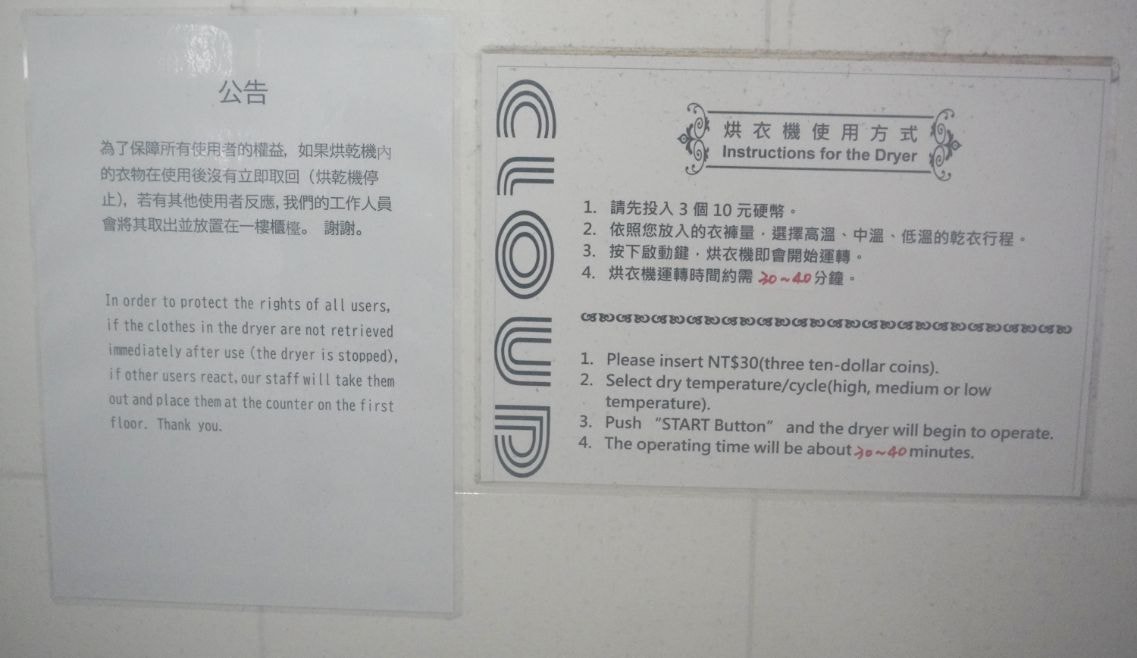 公告
為了保障所有使用者的權益, 如果烘乾機內
的衣物在使用後沒有立即取回 (烘乾機停
止), 若有其他使用者反應, 我們的工作人員
會將其取出並放置在一樓櫃檯。 謝謝。
In order to protect the rights of all users,
if the clothes in the dryer are not retrieved
immediately after use (the dryer is stopped),
if other users react, our staff will take them
out and place them at the counter on the first
floor. Thank you.
CLOUD
烘衣機使用方式
Instructions for the Dryer
1. 請先投入 3 個 10 元硬幣。
2. 依照您放入的衣褲量,選擇高溫、中溫、低溫的乾衣行程。
3. 按下啟動鍵,烘衣機即會開始運轉。
4. 烘衣機運轉時間約需 30~40 分鐘。
1. Please insert NT$30(three ten-dollar coins).
2. Select dry temperature/cycle(high, medium or low
temperature).
3. Push “START Button” and the dryer will begin to operate.
4. The operating time will be about 30~40 minutes.